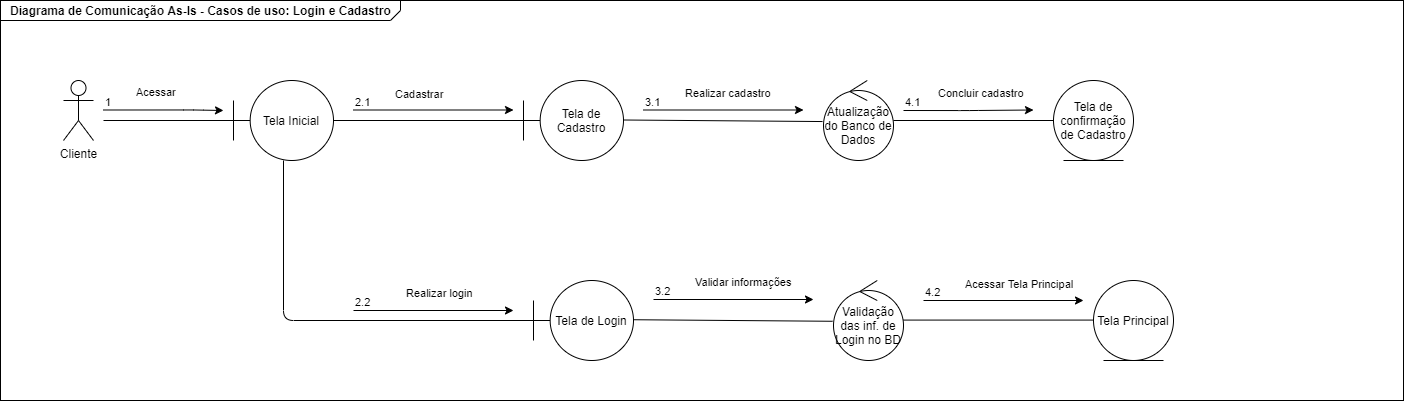 Diagrama de Comunicação As-Is - Casos de uso: Login e Cadastro
Cliente
1
Acessar
Tela Inicial
2.1
Cadastrar
Tela de
Cadastro
3.1
Realizar cadastro
Atualização
do Banco de
Dados
4.1
Concluir cadastro
Tela de
confirmação
de Cadastro
2.2
Realizar login
Tela de Login
3.2
Validar informações
Validação
das inf. de
Login no BD
4.2
Acessar Tela Principal
Tela Principal